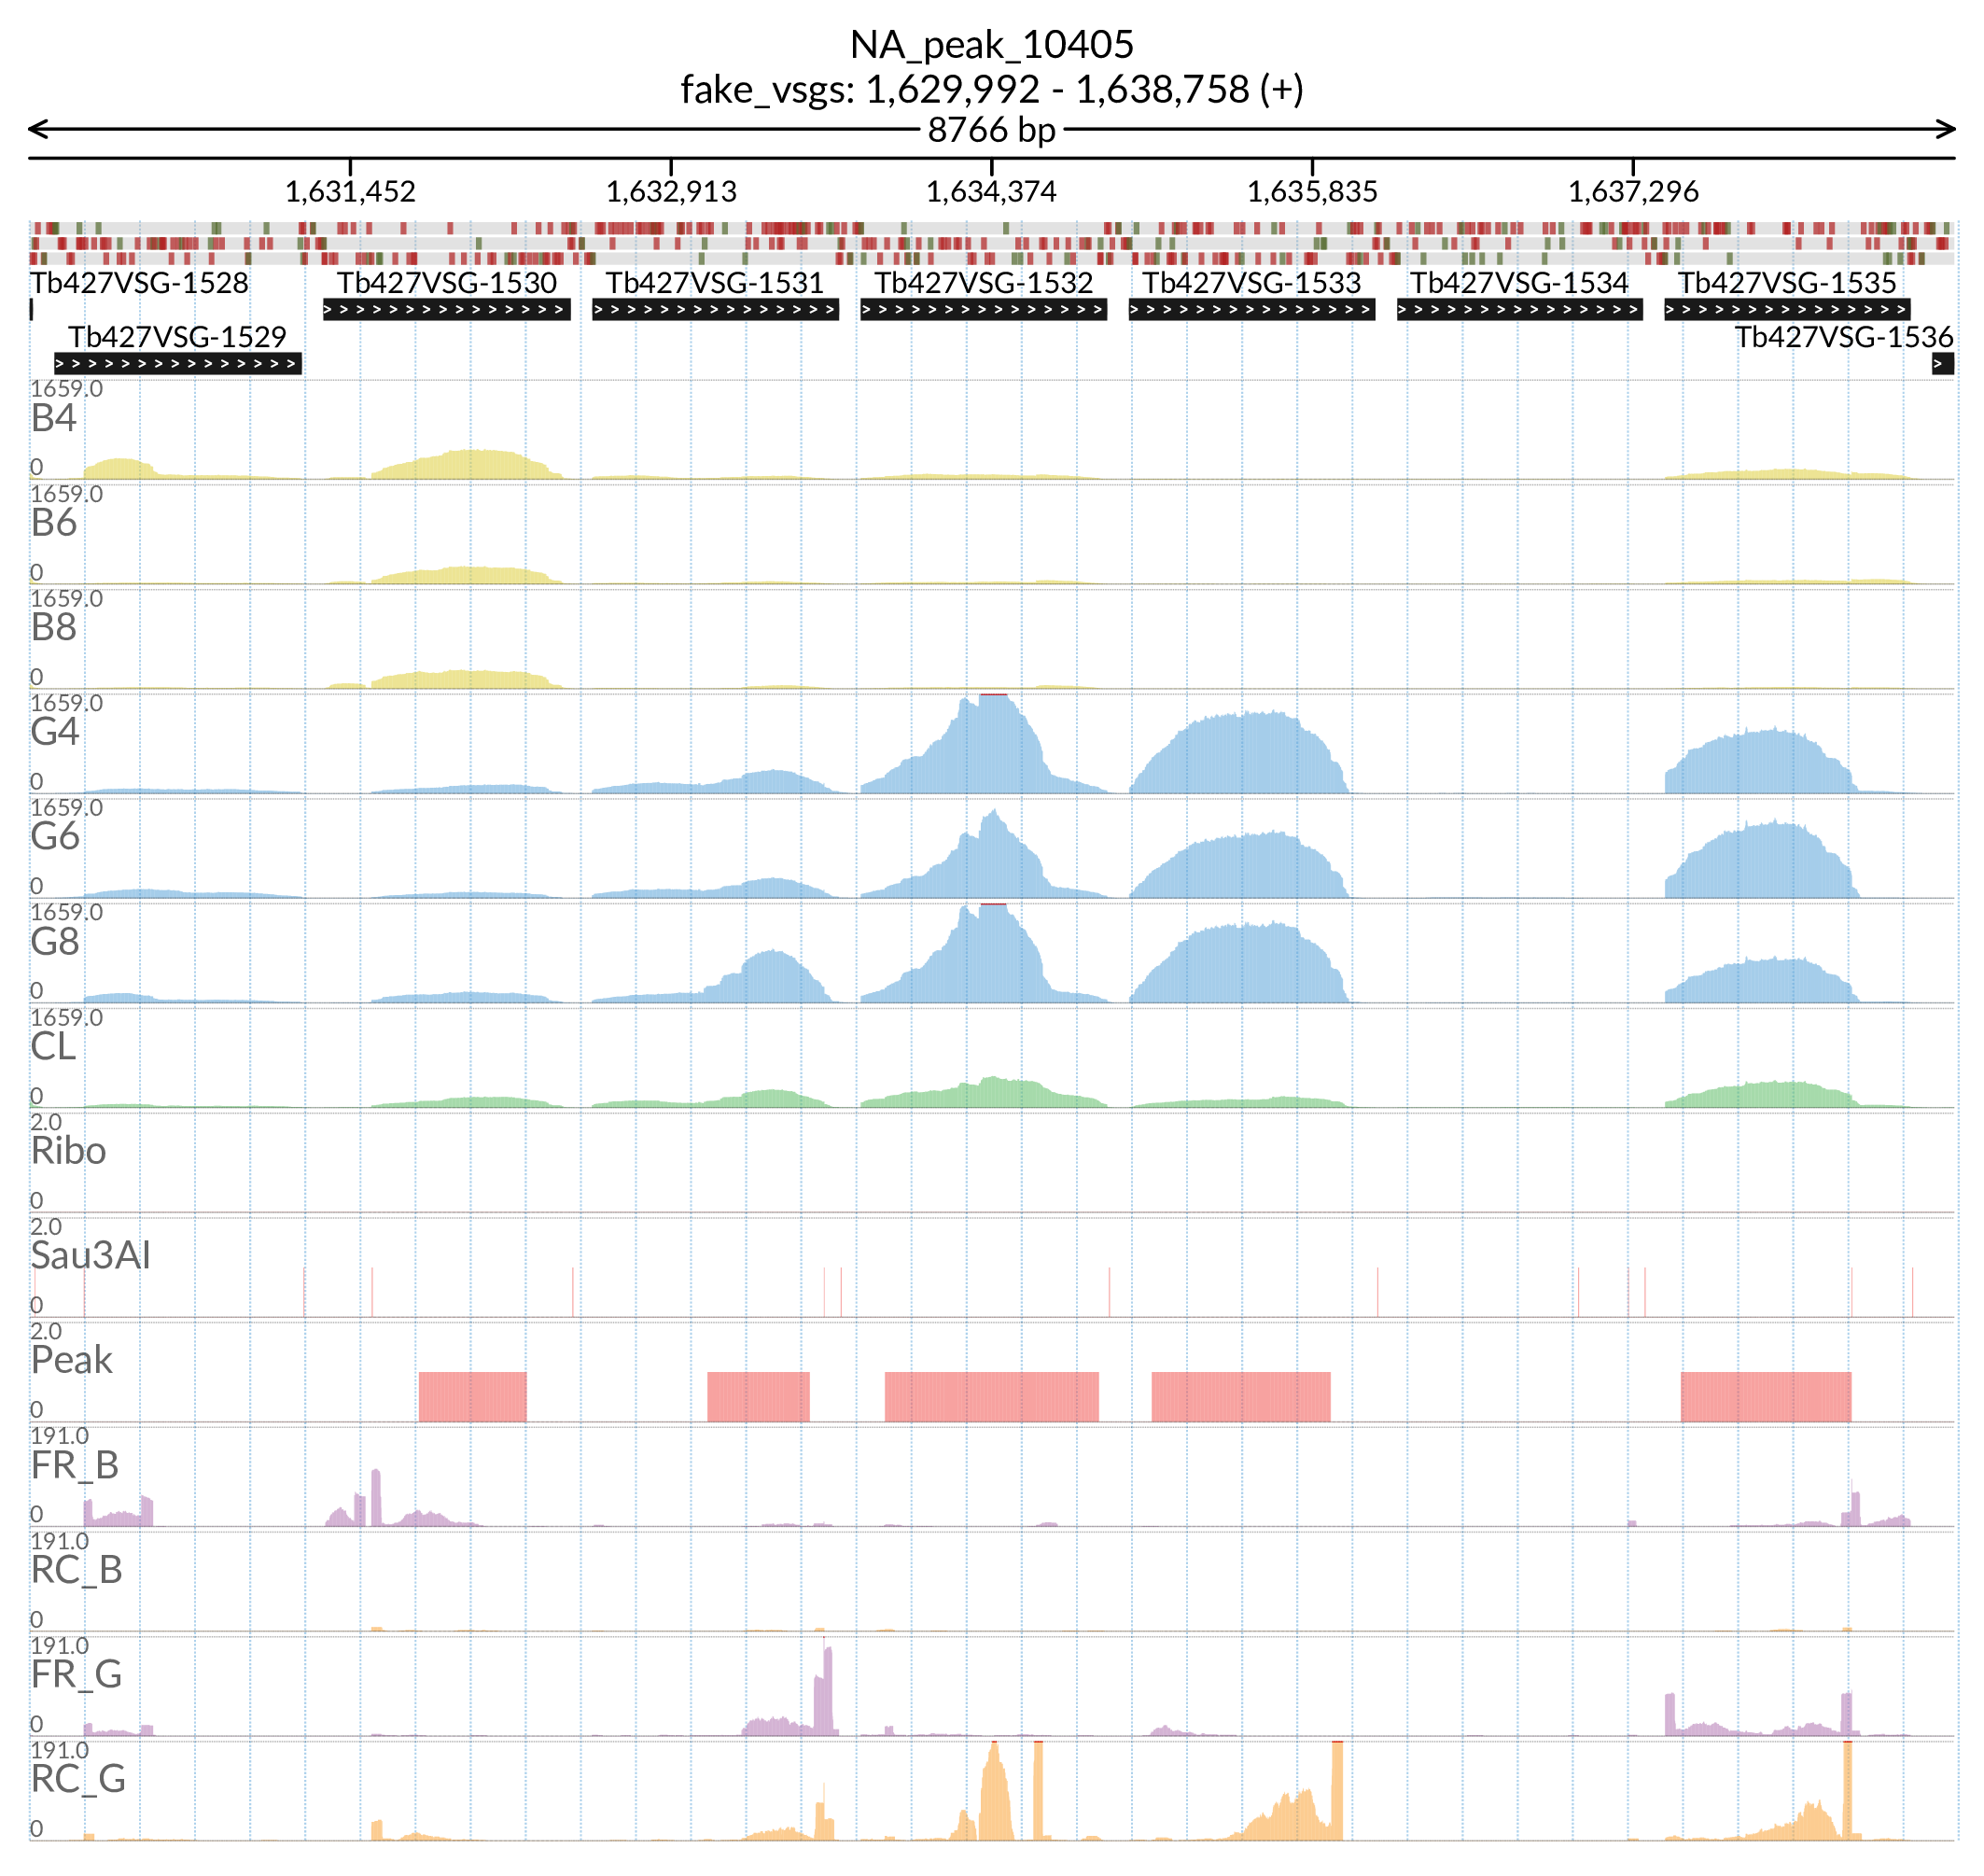 NA_peak_10405
fake_vsgs: 1,629,992 - 1,638,758 (+)
8766 bp
1,631,452 1,632,913 1,634,374 1,635,835 1,637,296
Tb427VSG-1528 Tb427VSG-1530 Tb427VSG-1531 Tb427VSG-1532 Tb427VSG-1533 Tb427VSG-1534 Tb427VSG-1535
Tb427VSG-1529 Tb427VSG-1536
1659.0
B4
0
1659.0
B6
0
1659.0
B8
0
1659.0
G4
0
1659.0
G6
0
1659.0
G8
0
1659.0
CL
0
2.0
Ribo
0
2.0
Sau3AI
0
2.0
Peak
0
191.0
FR_B
0
191.0
RC_B
0
191.0
FR_G
0
191.0
RC_G
0